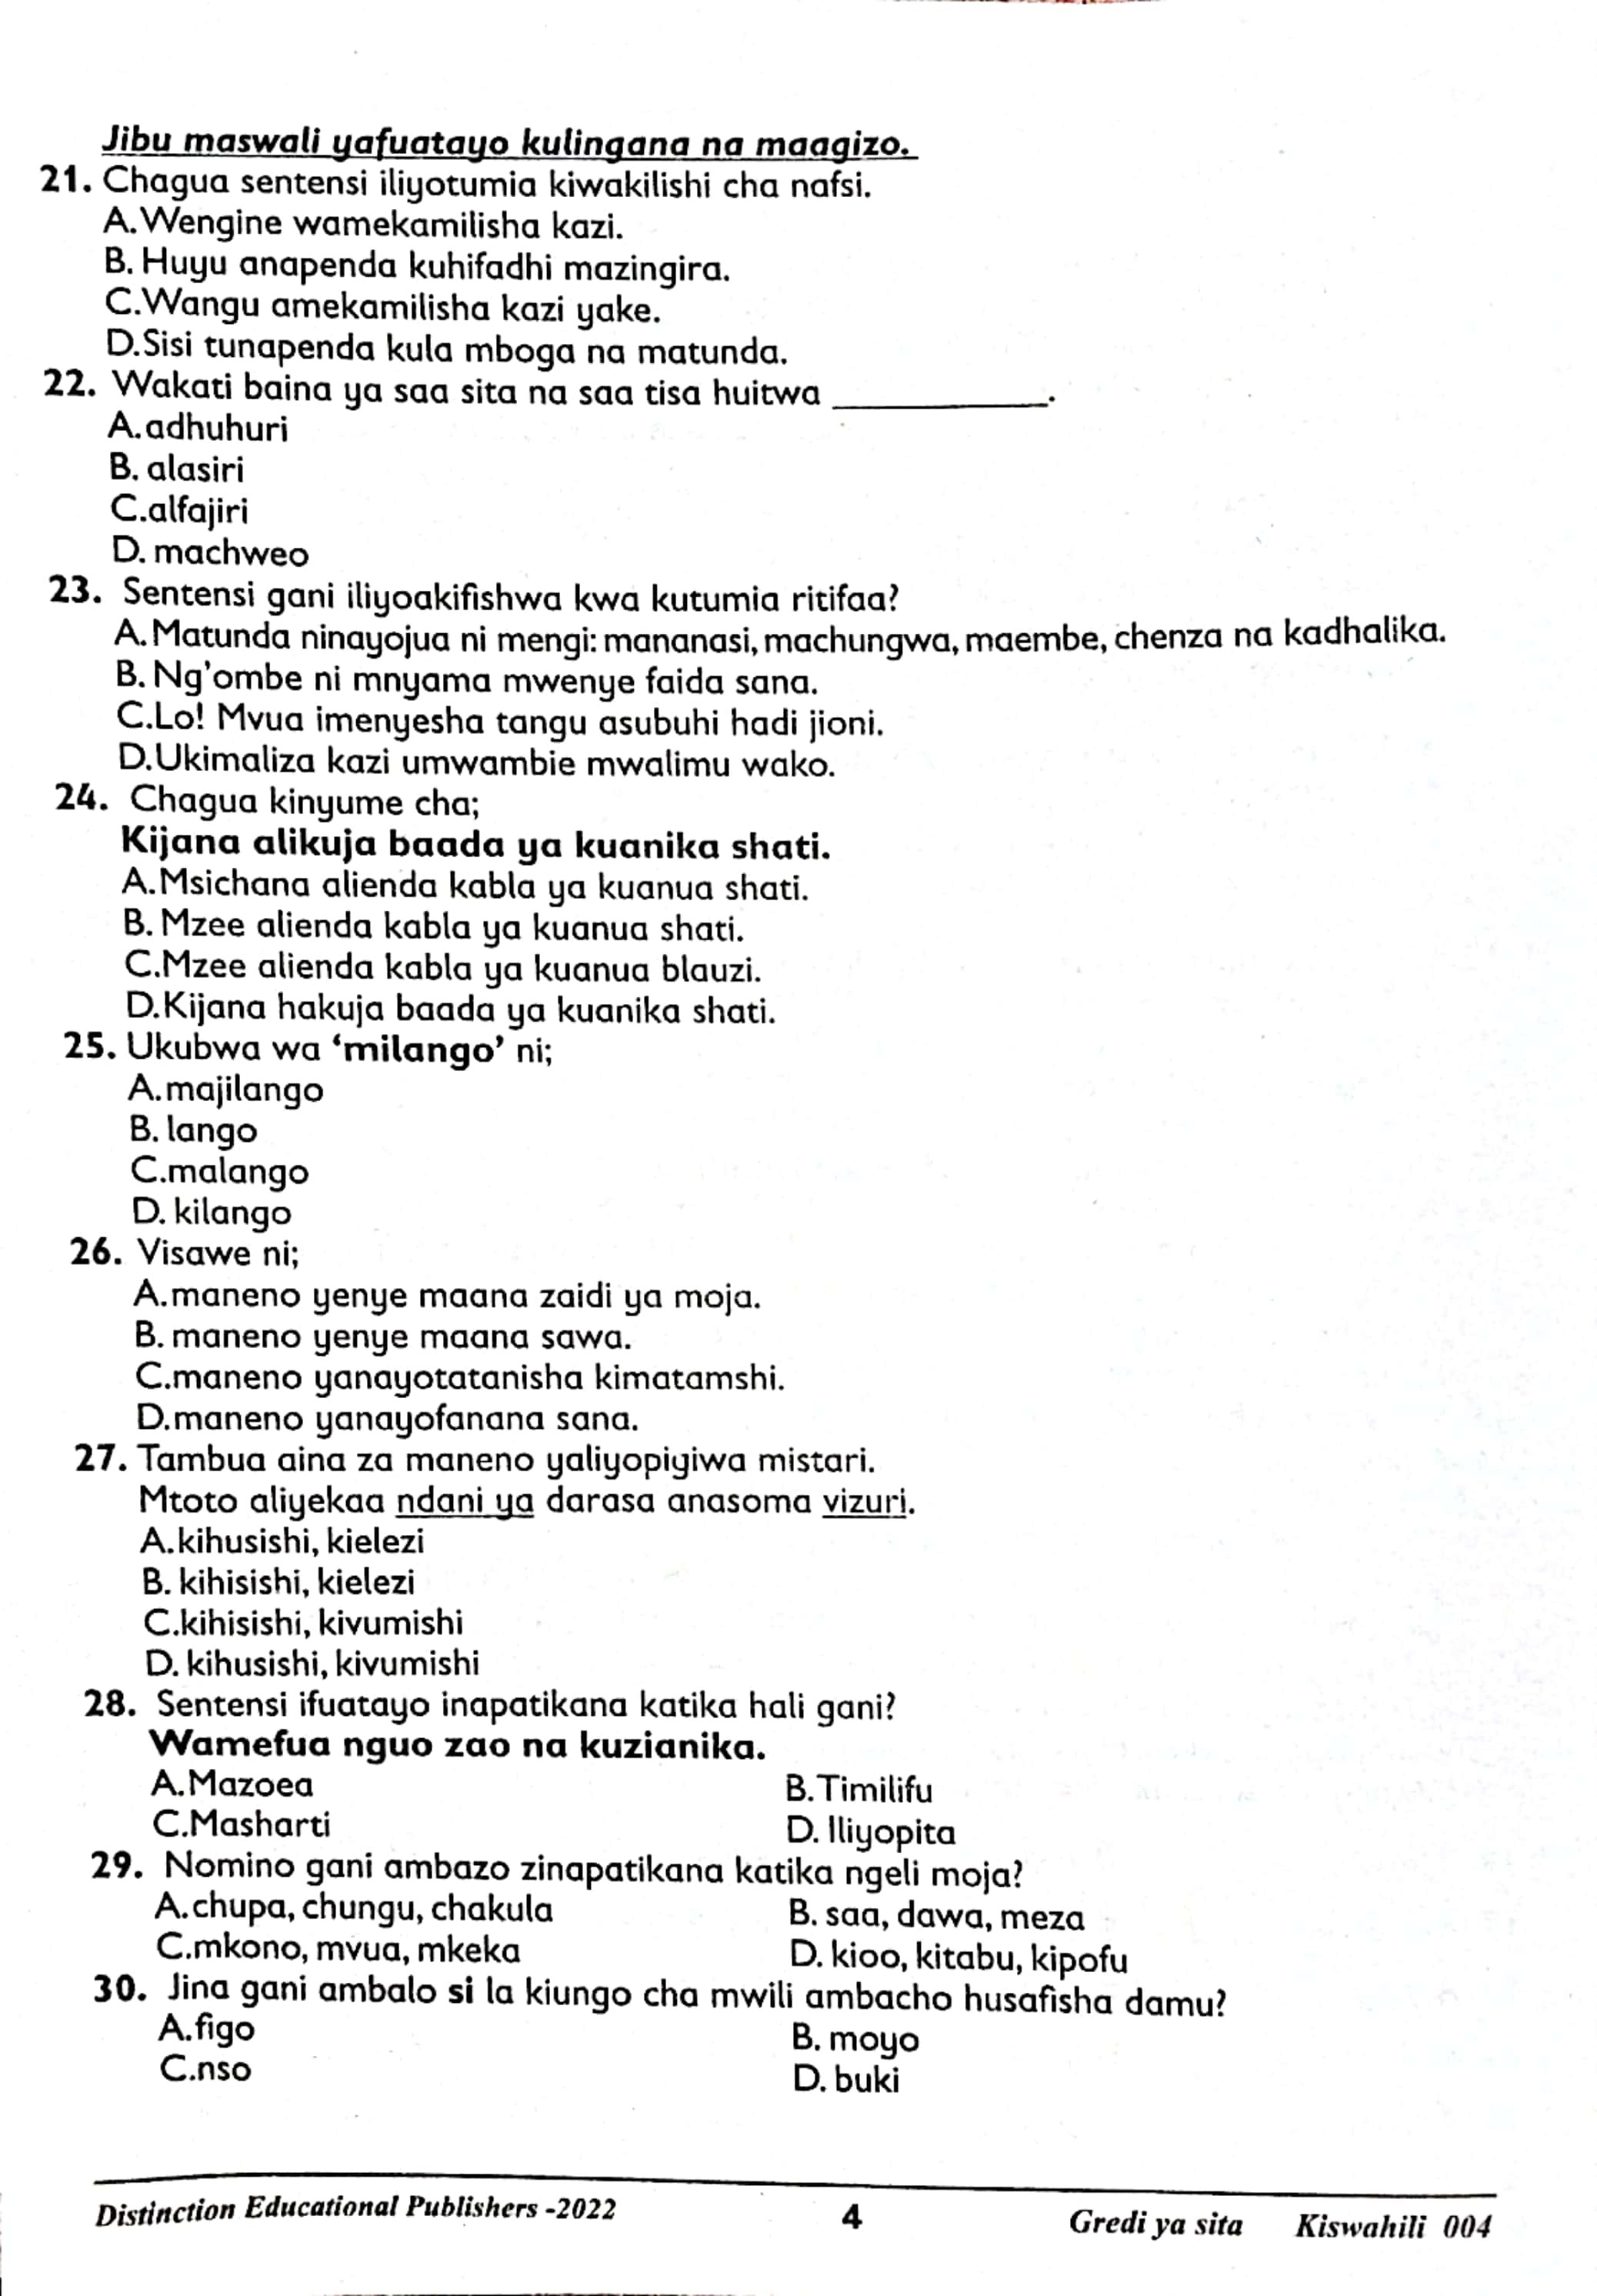 Jibu maswali yafuatayo kulingana na maagizo.
21. Chagua sentensi iliyotumia kiwakilishi cha nafsi.
A. Wengine wamekamilisha kazi.
B. Huyu anapenda kuhifadhi mazingira.
C. Wangu amekamilisha kazi yake.
D. Sisi tunapenda kula mboga na matunda.
22. Wakati baina ya saa sita na saa tisa huitwa ____________.
A. adhuhuri
B. alasiri
C. alfajiri
D. machweo
23. Sentensi gani iliyoakifishwa kwa kutumia ritifaa?
A. Matunda ninayojua ni mengi: mananasi, machungwa, maembe, chenza na kadhalika.
B. Ng'ombe ni mnyama mwenye faida sana.
C. Lo! Mvua imenyesha tangu asubuhi hadi jioni.
D. Ukimaliza kazi umwambie mwalimu wako.
24. Chagua kinyume cha;
Kijana alikuja baada ya kuanika shati.
A. Msichana alienda kabla ya kuanua shati.
B. Mzee alienda kabla ya kuanua shati.
C. Mzee alienda kabla ya kuanua blauzi.
D. Kijana hakuja baada ya kuanika shati.
25. Ukubwa wa 'milango' ni;
A. majilango
B. lango
C. malango
D. kilango
26. Visawe ni;
A. maneno yenye maana zaidi ya moja.
B. maneno yenye maana sawa.
C. maneno yanayotatanisha kimatamshi.
D. maneno yanayofanana sana.
27. Tambua aina za maneno yaliyopigiwa mistari.
Mtoto aliyekaa ndani ya darasa anasoma vizuri.
A. kihusishi, kielezi
B. kihisishi, kielezi
C. kihisishi, kivumishi
D. kihusishi, kivumishi
28. Sentensi ifuatayo inapatikana katika hali gani?
Wamefua nguo zao na kuzianika.
A. Mazoea B. Timilifu
C. Masharti D. Iliyopita
29. Nomino gani ambazo zinapatikana katika ngeli moja?
A. chupa, chungu, chakula B. saa, dawa, meza
C. mkono, mvua, mkeka D. kioo, kitabu, kipofu
30. Jina gani ambalo si la kiungo cha mwili ambacho husafisha damu?
A. figo B. moyo
C. nso D. buki
Distinction Educational Publishers -2022 4 Gredi ya sita Kiswahili 004